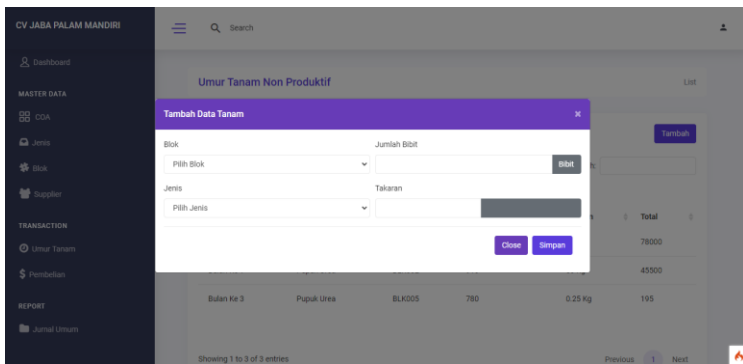 CV JABA PALAM MANDIRI
Search
Dashboard
MASTER DATA
COA
Jenis
Blok
Supplier
TRANSACTION
Umur Tanam
Pembelian
REPORT
Jurnal Umum
Umur Tanam Non Produktif
List
Tambah
Tambah Data Tanam
×
Blok
Jumlah Bibit
Pilih Blok
Bibit
Jenis
Takaran
Pilih Jenis
Close
Simpan
Total
78000
45500
Bulan Ke 3 Pupuk Urea BLK005 780 0.25 Kg 195
Showing 1 to 3 of 3 entries
Previous 1 Next